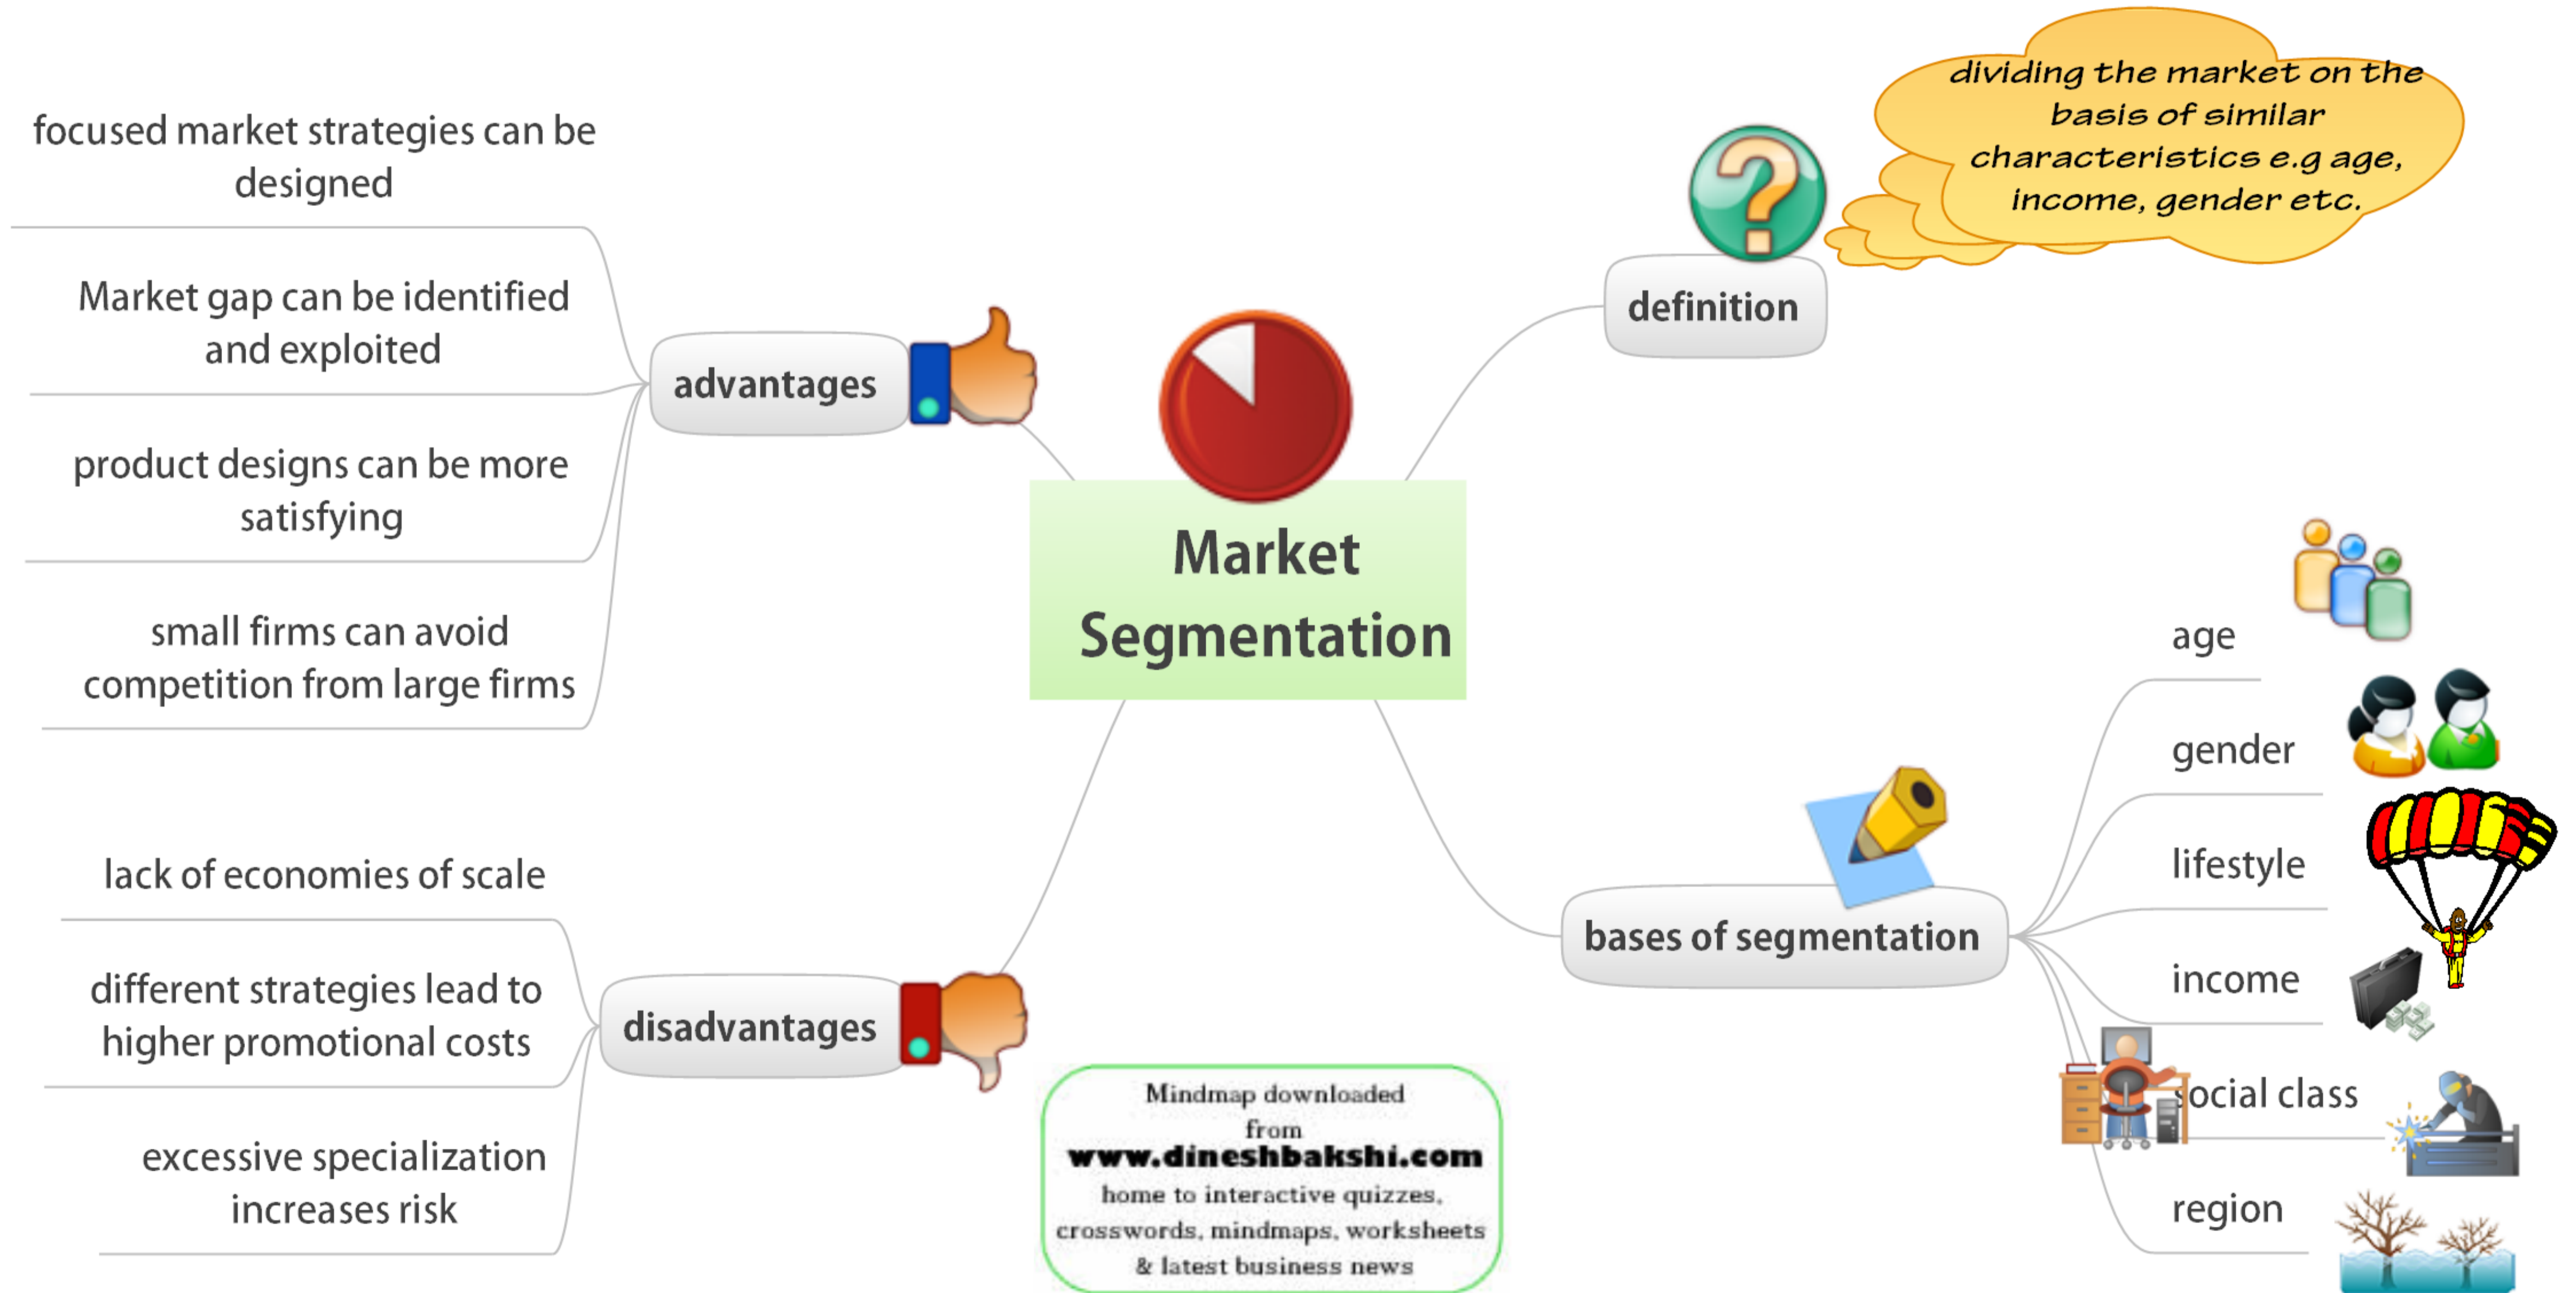 focused market strategies can be
designed
Market gap can be identified
and exploited
product designs can be more
satisfying
small firms can avoid
competition from large firms
advantages
lack of economies of scale
different strategies lead to
higher promotional costs
excessive specialization
increases risk
disadvantages
Market
Segmentation
Mindmap downloaded
from
www.dineshbakshi.com
home to interactive quizzes,
crosswords, mindmaps, worksheets
& latest business news
definition
dividing the market on the
basis of similar
characteristics e.g age,
income, gender etc.
bases of segmentation
age
gender
lifestyle
income
social class
region